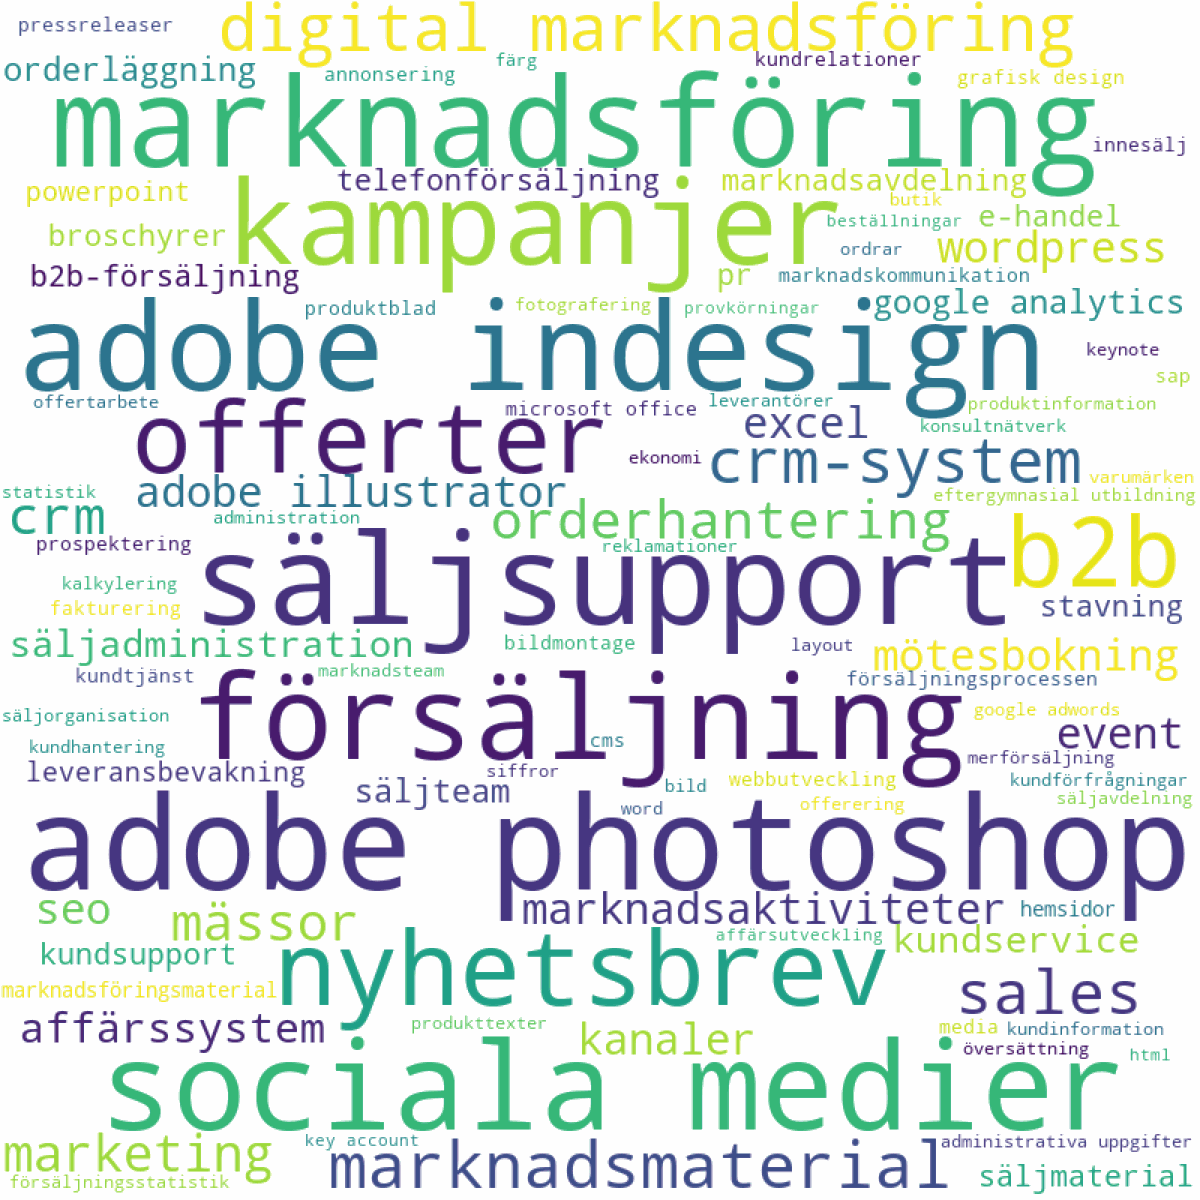 pressreleaser
digital marknadsföring
orderläggning
annonsering
färg
kundrelationer
grafisk design
marknadsföring
innesälj
powerpoint
telefonförsäljning
marknadsavdelning
butik
kampanjer
beställningar
e-handel
broschyrer
ordrar
wordpress
b2b-försäljning
pr
marknadskommunikation
produktblad
fotografering
provkörningar
google analytics
adobe indesign
keynote
sap
offertarbete
microsoft office
leverantörer
produktinformation
offerter
excel
konsultnätverk
ekonomi
crm-system
varumärken
statistik
adobe illustrator
eftergymnasial utbildning
crm
administration
orderhantering
prospektering
reklamationer
b2b
säljsupport
kalkylering
fakturering
stavning
säljadministration
bildmontage
layout
mötesbokning
kundtjänst
marknadsteam
försäljningsprocessen
försäljning
säljorganisation
google adwords
kundhantering
cms
event
leveransbevakning
siffror
merförsäljning
säljteam
bild
webbutveckling
kundförfrågningar
word
offerering
säljavdelning
adobe photoshop
seo
mässor
marknadsaktiviteter
hemsidor
kundsupport
nyhetsbrev
affärsutveckling
kundservice
marknadsföringsmaterial
sales
affärssystem
produkttexter
kanaler
media
kundinformation
översättning
html
sociala medier
marketing
key account
marknadsmaterial
administrativa uppgifter
försäljningsstatistik
säljmaterial